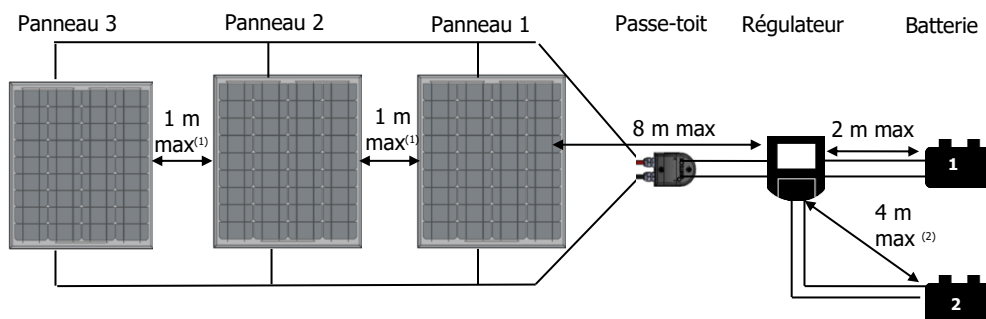 Panneau 3
Panneau 2
Panneau 1
Passe-toit
Régulateur
Batterie
1 m
max(1)
1 m
max(1)
8 m max
2 m max
1
4 m
max (2)
2